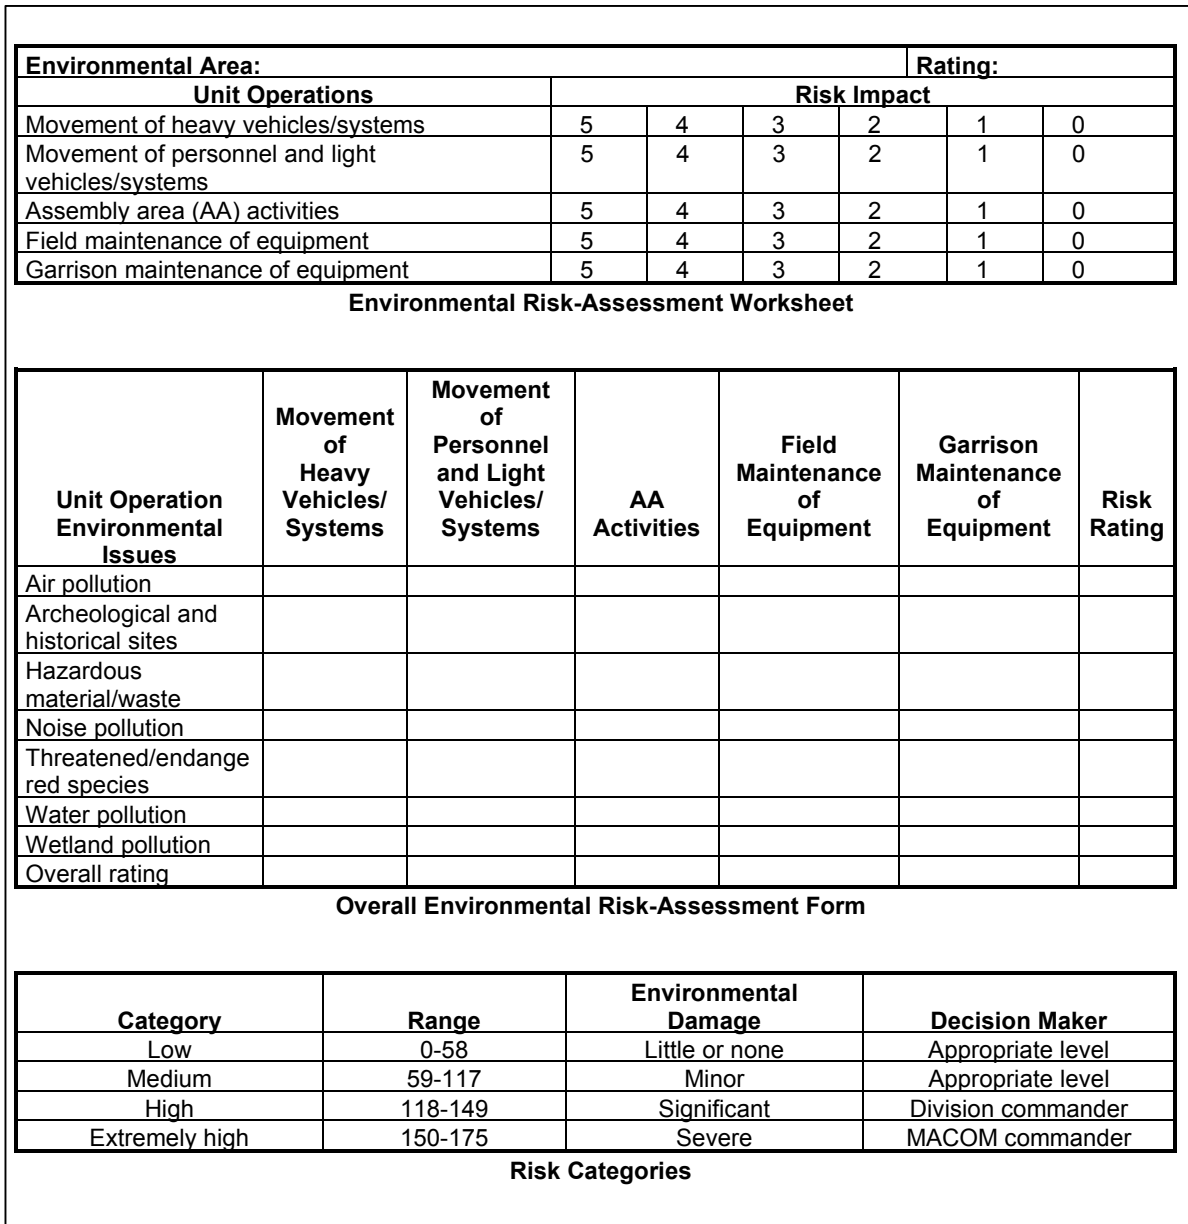 Environmental Area: Rating:
Unit Operations Risk Impact
Movement of heavy vehicles/systems 5 4 3 2 1 0
Movement of personnel and light
vehicles/systems 5 4 3 2 1 0
Assembly area (AA) activities 5 4 3 2 1 0
Field maintenance of equipment 5 4 3 2 1 0
Garrison maintenance of equipment 5 4 3 2 1 0
Environmental Risk-Assessment Worksheet
Unit Operation
Environmental
Issues
Movement
of
Heavy
Vehicles/
Systems
Movement
of
Personnel
and Light
Vehicles/
Systems
AA
Activities
Field
Maintenance
of
Equipment
Garrison
Maintenance
of
Equipment
Risk
Rating
Air pollution
Archeological and
historical sites
Hazardous
material/waste
Noise pollution
Threatened/endange
red species
Water pollution
Wetland pollution
Overall rating
Overall Environmental Risk-Assessment Form
Category Range Environmental
Damage Decision Maker
Low 0-58 Little or none Appropriate level
Medium 59-117 Minor Appropriate level
High 118-149 Significant Division commander
Extremely high 150-175 Severe MACOM commander
Risk Categories